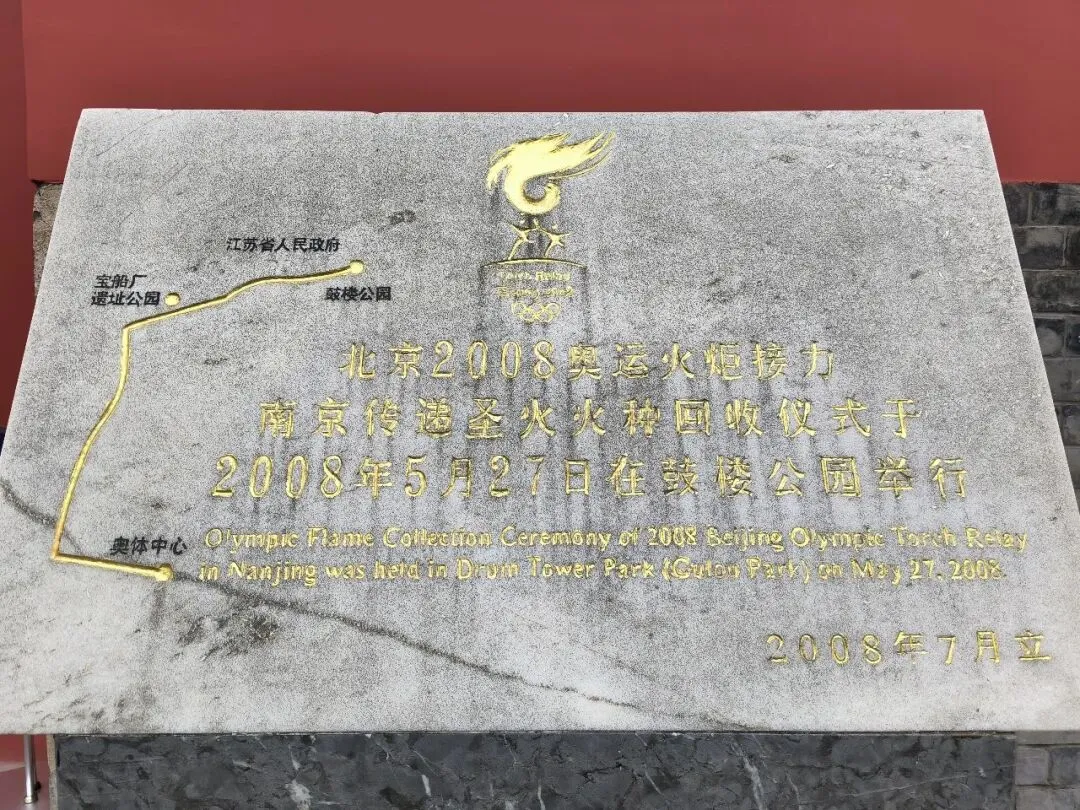 Torch Relay
江苏省人民政府
宝船厂
遗址公园
鼓楼公园
北京2008奥运火炬接力
南京传递圣火火种回收仪式于
2008年5月27日在鼓楼公园举行
奥体中心
Olympic Flame Collection Ceremony of 2008 Beijing Olympic Torch Relay
in Nanjing was held in Drum Tower Park (Gulou Park) on May 27, 2008.
2008年7月立